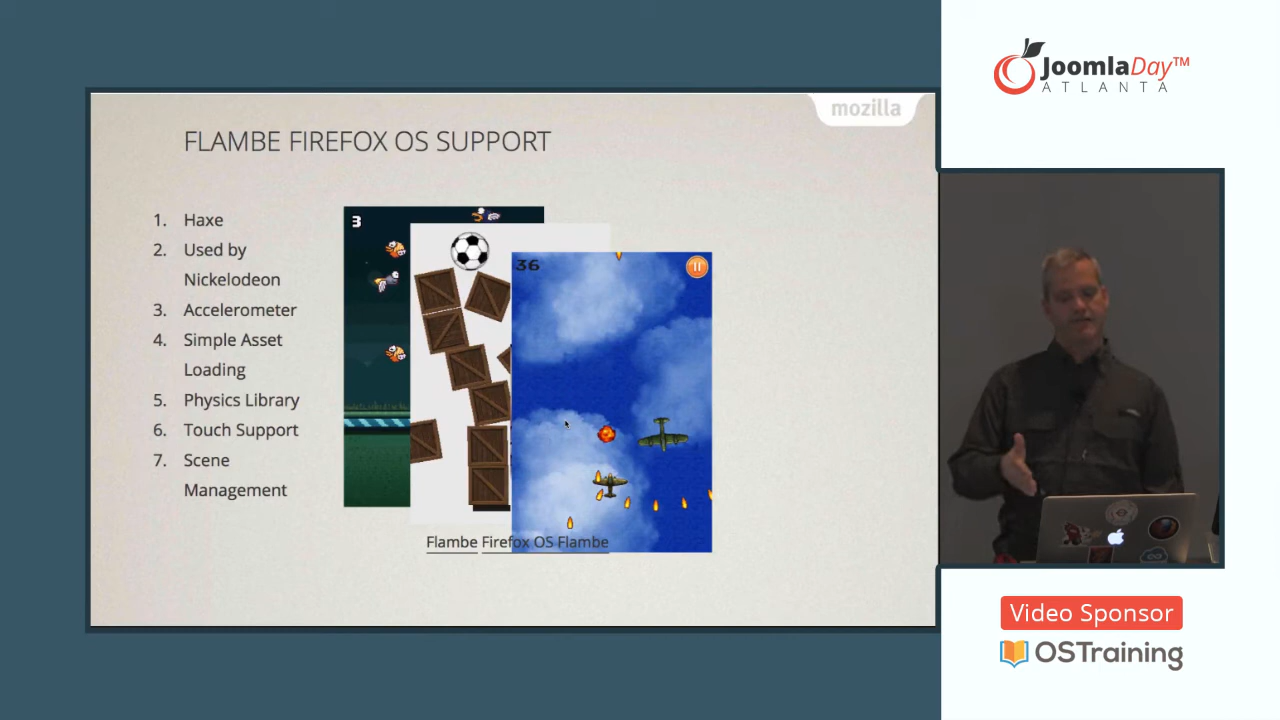 mozilla
FLAMBE FIREFOX OS SUPPORT
1. Haxe
2. Used by
Nickelodeon
3. Accelerometer
4. Simple Asset
Loading
5. Physics Library
6. Touch Support
7. Scene
Management
3
36
Flambe Firefox OS Flambe
JoomlaDay™
ATLANTA
Video Sponsor
OSTraining